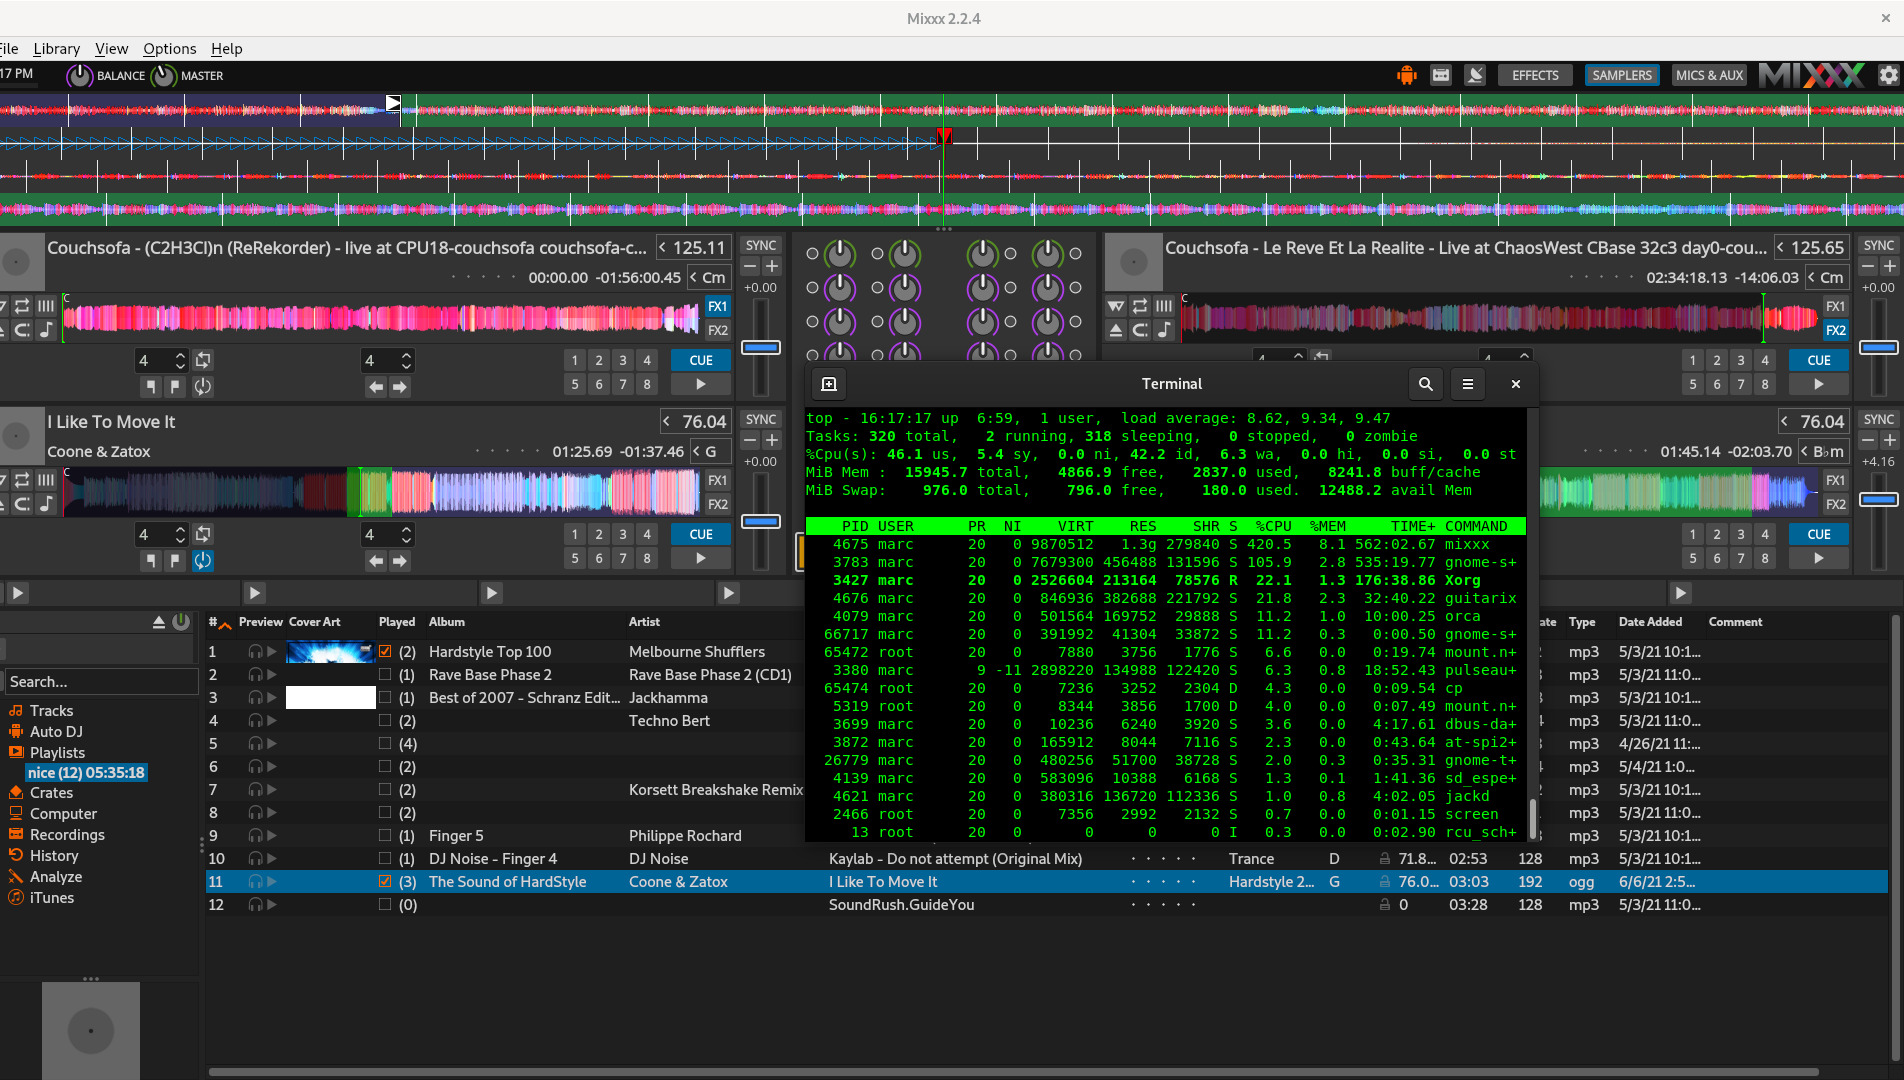 Mixxx 2.2.4
File Library View Options Help
17 PM BALANCE MASTER EFFECTS SAMPLERS MICS & AUX MIXXX
Couchsofa - (C2H3Cl)n (ReRekorder) - live at CPU18-couchsofa couchsofa-c... 125.11 SYNC
00:00.00 -01:56:00.45 Cm
+0.00
C
FX1
FX2
4 4 1 2 3 4 CUE
5 6 7 8
Couchsofa - Le Reve Et La Realite - Live at ChaosWest CBase 32c3 day0-cou... 125.65 SYNC
02:34:18.13 -14:06.03 Cm
+0.00
C
FX1
FX2
4 4 1 2 3 4 CUE
5 6 7 8
I Like To Move It 76.04 SYNC
Coone & Zatox 01:25.69 -01:37.46 G
+0.00
C
FX1
FX2
4 4 1 2 3 4 CUE
5 6 7 8
76.04 SYNC
01:45.14 -02:03.70 B♭m
+4.16
FX1
FX2
1 2 3 4 CUE
5 6 7 8
Terminal
top - 16:17:17 up 6:59, 1 user, load average: 8.62, 9.34, 9.47
Tasks: 320 total, 2 running, 318 sleeping, 0 stopped, 0 zombie
%Cpu(s): 46.1 us, 5.4 sy, 0.0 ni, 42.2 id, 6.3 wa, 0.0 hi, 0.0 si, 0.0 st
MiB Mem : 15945.7 total, 4866.9 free, 2837.0 used, 8241.8 buff/cache
MiB Swap: 976.0 total, 796.0 free, 180.0 used. 12488.2 avail Mem
PID USER PR NI VIRT RES SHR S %CPU %MEM TIME+ COMMAND
4675 marc 20 0 9870512 1.3g 279840 S 420.5 8.1 562:02.67 mixxx
3783 marc 20 0 7679300 456488 131596 S 105.9 2.8 535:19.77 gnome-s+
3427 marc 20 0 2526604 213164 78576 R 22.1 1.3 176:38.86 Xorg
4676 marc 20 0 846936 382688 221792 S 21.8 2.3 32:40.22 guitarix
4079 marc 20 0 501564 169752 29888 S 11.2 1.0 10:00.25 orca
66717 marc 20 0 391992 41304 33872 S 11.2 0.3 0:00.50 gnome-s+
65472 root 20 0 7880 3756 1776 S 6.6 0.0 0:19.74 mount.n+
3380 marc 9 -11 2898220 134988 122420 S 6.3 0.8 18:52.43 pulseau+
65474 root 20 0 7236 3252 2304 D 4.3 0.0 0:09.54 cp
5319 root 20 0 8344 3856 1700 D 4.0 0.0 0:07.49 mount.n+
3699 marc 20 0 10236 6240 3920 S 3.6 0.0 4:17.61 dbus-da+
3872 marc 20 0 165912 8044 7116 S 2.3 0.0 0:43.64 at-spi2+
26779 marc 20 0 480256 51700 38728 S 2.0 0.3 0:35.31 gnome-t+
4139 marc 20 0 583096 10388 6168 S 1.3 0.1 1:41.36 sd_espe+
4621 marc 20 0 380316 136720 112336 S 1.0 0.8 4:02.05 jackd
2466 root 20 0 7356 2992 2132 S 0.7 0.0 0:01.15 screen
13 root 20 0 0 0 0 I 0.3 0.0 0:02.90 rcu_sch+
Search...
Tracks
Auto DJ
Playlists
nice (12) 05:35:18
Crates
Computer
Recordings
History
Analyze
iTunes
# Preview Cover Art Played Album Artist ate Type Date Added Comment
1 (2) Hardstyle Top 100 Melbourne Shufflers mp3 5/3/21 10:1...
2 (1) Rave Base Phase 2 Rave Base Phase 2 (CD1) mp3 5/3/21 11:0...
3 (1) Best of 2007 - Schranz Edit... Jackhamma mp3 5/3/21 10:1...
4 (2) Techno Bert mp3 5/3/21 11:0...
5 (4) mp3 4/26/21 11:...
6 (2) mp3 5/4/21 1:0...
7 (2) Korsett Breakshake Remix mp3 5/3/21 10:1...
8 (2) mp3 5/3/21 11:0...
9 (1) Finger 5 Philippe Rochard mp3 5/3/21 10:1...
10 (1) DJ Noise - Finger 4 DJ Noise Kaylab - Do not attempt (Original Mix) Trance D 71.8... 02:53 128 mp3 5/3/21 10:1...
11 (3) The Sound of HardStyle Coone & Zatox I Like To Move It Hardstyle 2... G 76.0... 03:03 192 ogg 6/6/21 2:5...
12 (0) SoundRush.GuideYou 0 03:28 128 mp3 5/3/21 11:0...